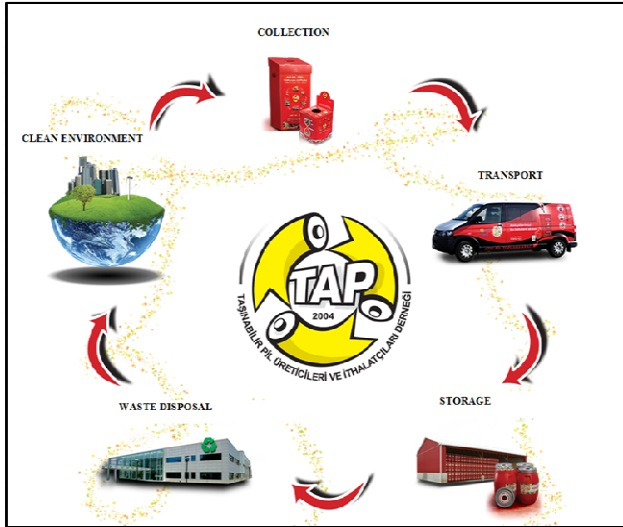 COLLECTION
CLEAN ENVIRONMENT
TRANSPORT
TAP
2004
TAŞINABİLİR PİL ÜRETİCİLERİ VE İTHALATÇILARI DERNEĞİ
WASTE DISPOSAL
STORAGE